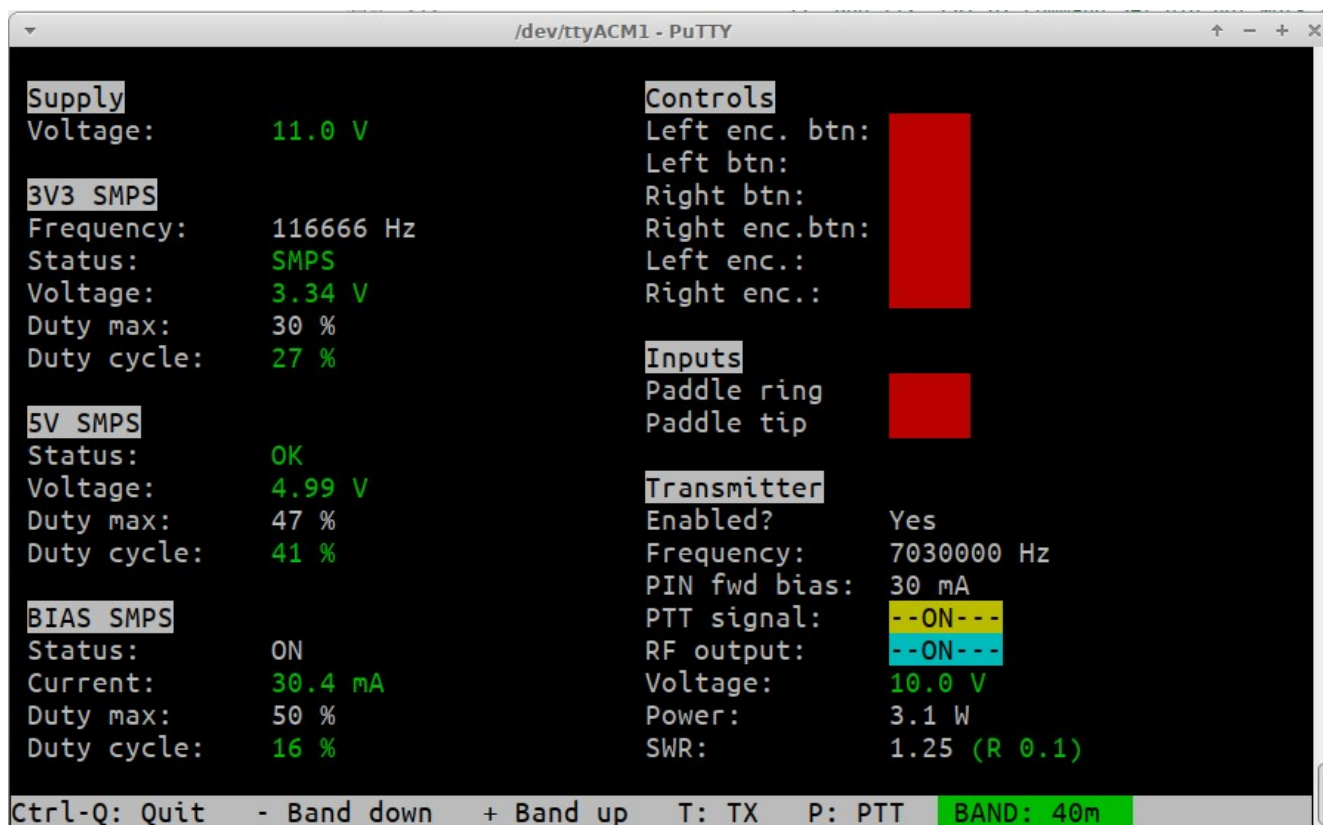 /dev/ttyACM1 - PuTTY
Supply
Voltage: 11.0 V
3V3 SMPS
Frequency: 116666 Hz
Status: SMPS
Voltage: 3.34 V
Duty max: 30 %
Duty cycle: 27 %
5V SMPS
Status: OK
Voltage: 4.99 V
Duty max: 47 %
Duty cycle: 41 %
BIAS SMPS
Status: ON
Current: 30.4 mA
Duty max: 50 %
Duty cycle: 16 %
Controls
Left enc. btn:
Left btn:
Right btn:
Right enc.btn:
Left enc.:
Right enc.:
Inputs
Paddle ring
Paddle tip
Transmitter
Enabled? Yes
Frequency: 7030000 Hz
PIN fwd bias: 30 mA
PTT signal: --ON---
RF output: --ON---
Voltage: 10.0 V
Power: 3.1 W
SWR: 1.25 (R 0.1)
Ctrl-Q: Quit - Band down + Band up T: TX P: PTT BAND: 40m